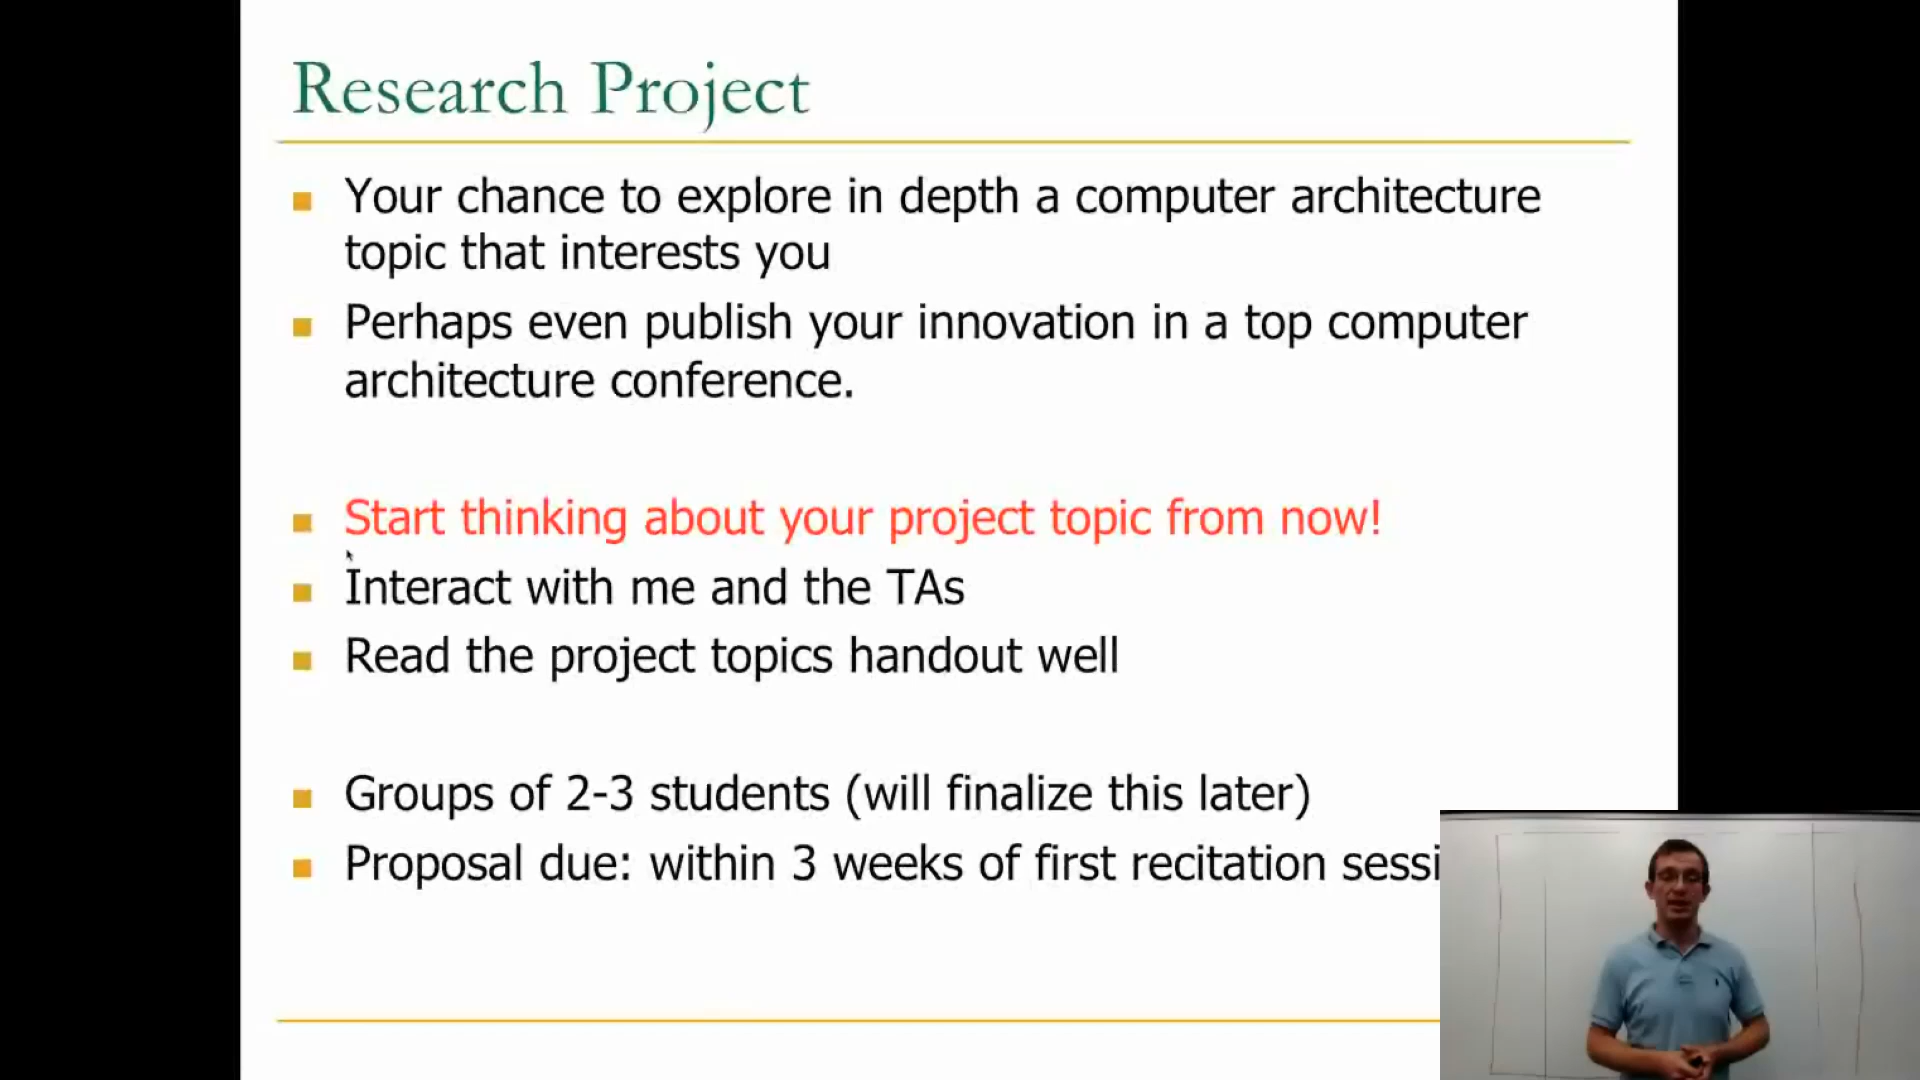 Research Project
Your chance to explore in depth a computer architecture
topic that interests you
Perhaps even publish your innovation in a top computer
architecture conference.
Start thinking about your project topic from now!
Interact with me and the TAs
Read the project topics handout well
Groups of 2-3 students (will finalize this later)
Proposal due: within 3 weeks of first recitation sessi